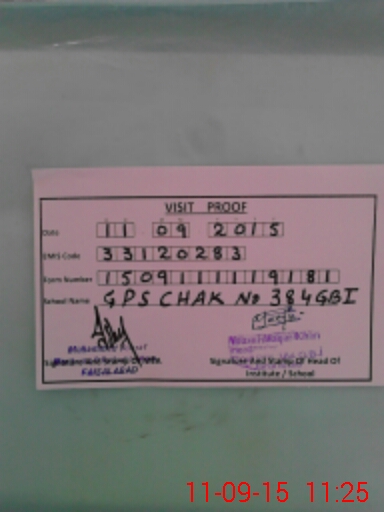 VISIT PROOF
Date 11 09 2015
EMIS Code 33120283
Form Number 1509111119181
School Name GPS CHAK No 384GBI
FAISALABAD
Signature And Stamp Of Head Of
Institute / School
11-09-15 11:25